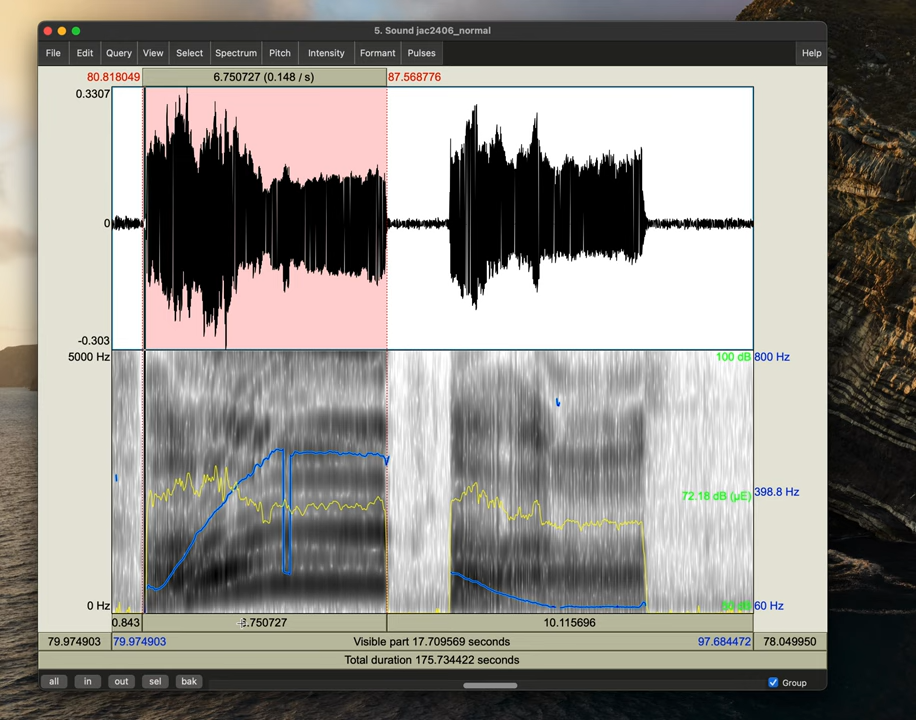 5. Sound jac2406_normal
File Edit Query View Select Spectrum Pitch Intensity Formant Pulses Help
80.818049 6.750727 (0.148 / s) 87.568776
0.3307
0
-0.303
5000 Hz 100 dB 800 Hz
72.18 dB (µE) 398.8 Hz
0 Hz 60 Hz
0.843 10.115696
79.974903 79.974903 Visible part 17.709569 seconds 97.684472 78.049950
Total duration 175.734422 seconds
all in out sel bak Group